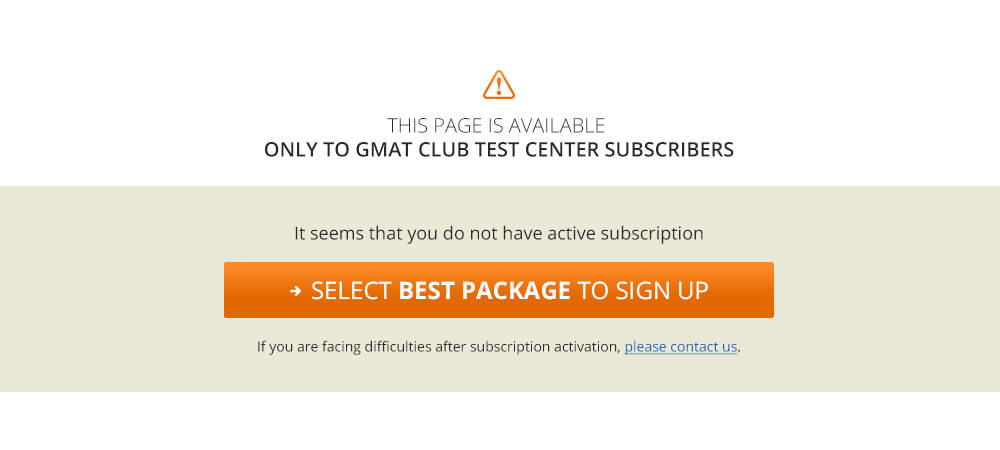 THIS PAGE IS AVAILABLE
ONLY TO GMAT CLUB TEST CENTER SUBSCRIBERS
It seems that you do not have active subscription
→ SELECT BEST PACKAGE TO SIGN UP
If you are facing difficulties after subscription activation, please contact us.